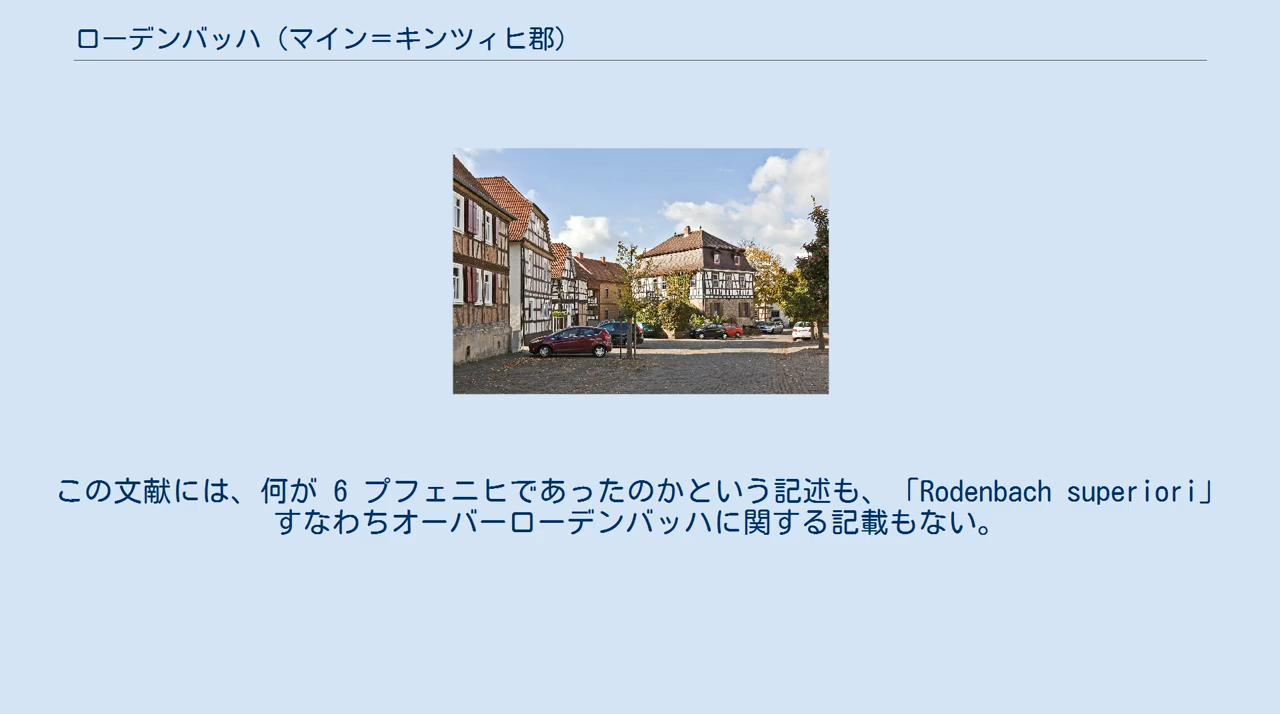 ローデンバッハ（マイン＝キンツィヒ郡）
この文献には、何が 6 プフェニヒであったのかという記述も、「Rodenbach superiori」
すなわちオーバーローデンバッハに関する記載もない。